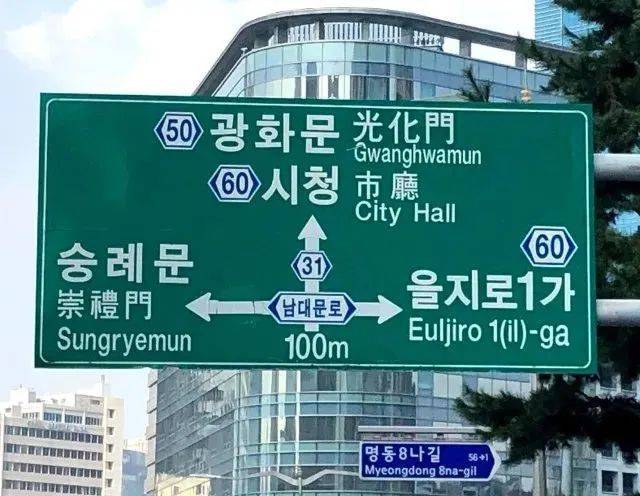 50 광화문 光化門
Gwanghwamun
60 시청 市廳
City Hall
숭례문
崇禮門
Sungryemun
31
남대문로
100m
60
을지로1가
Euljiro 1(il)-ga
명동8나길 56→1
Myeongdong 8na-gil